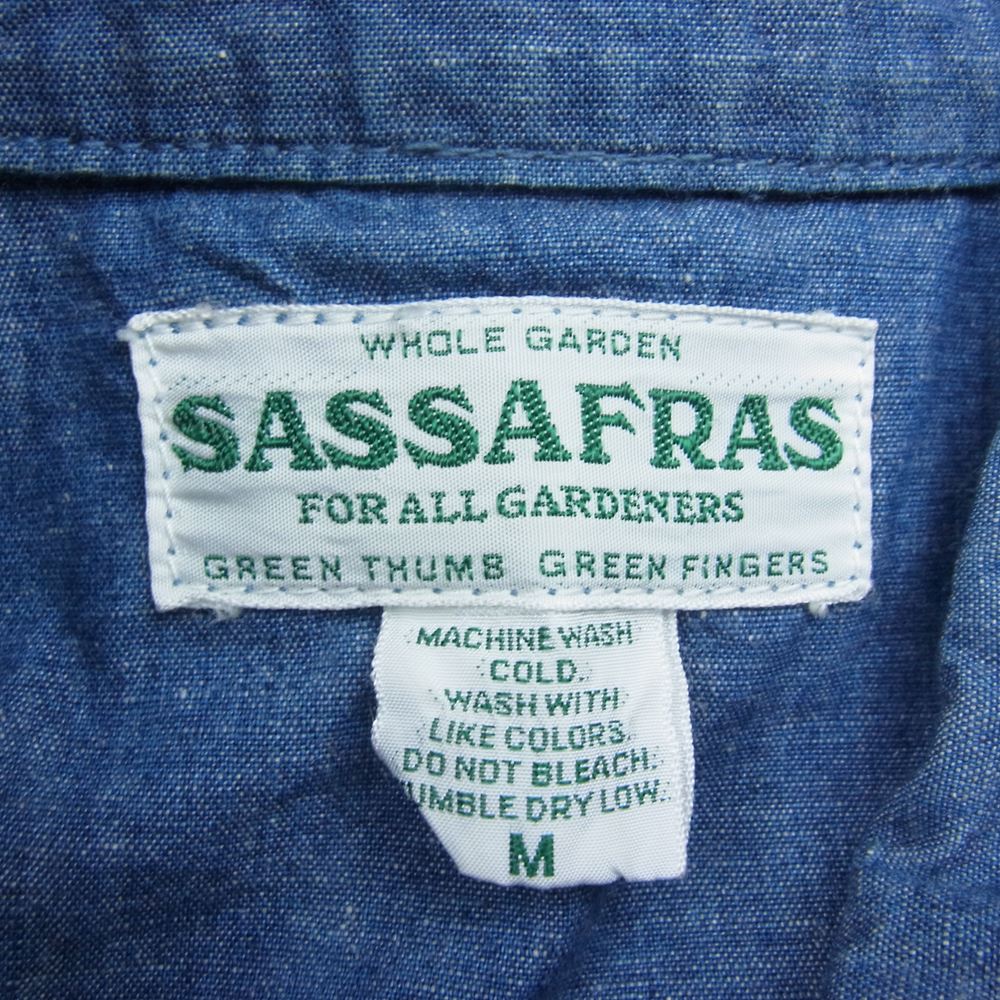 WHOLE GARDEN
SASSAFRAS
FOR ALL GARDENERS
GREEN THUMB GREEN FINGERS
MACHINE WASH
COLD.
WASH WITH
LIKE COLORS.
DO NOT BLEACH.
UMBLE DRY LOW.
M